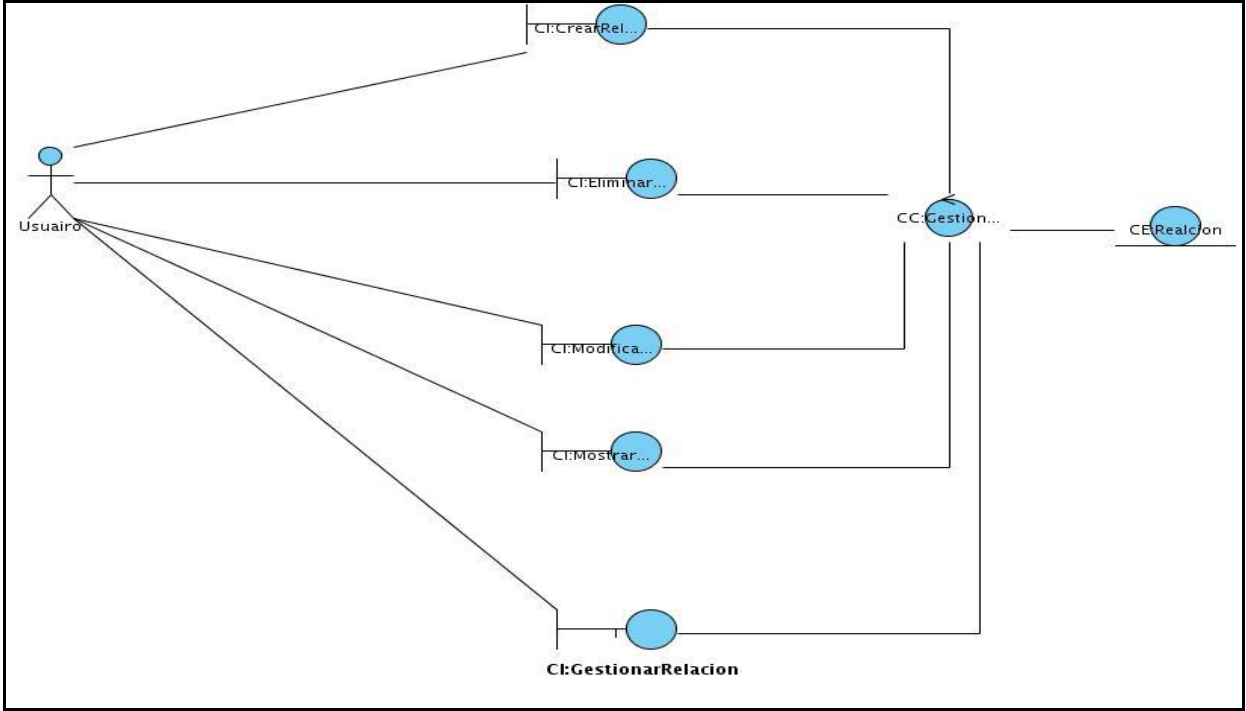 CI:CrearRel...
CI:Eliminar...
Usuairo
CC:Gestion...
CE:Realcion
CI:Modifica...
CI:Mostrar...
CI:GestionarRelacion